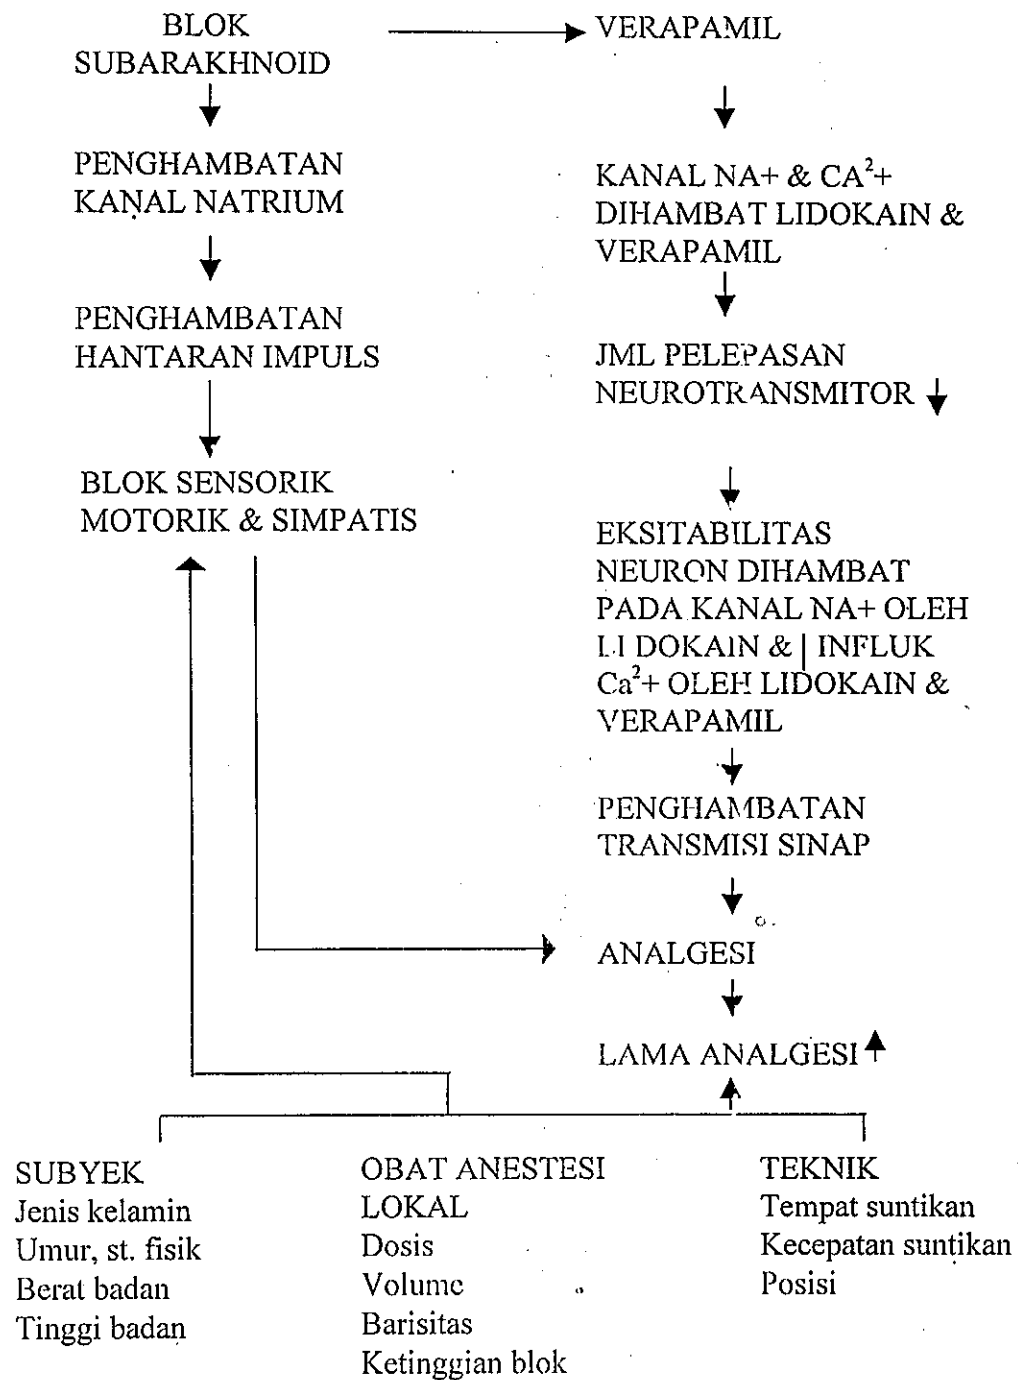 BLOK
SUBARAKHNOID
VERAPAMIL
PENGHAMBATAN
KANAL NATRIUM
PENGHAMBATAN
HANTARAN IMPULS
BLOK SENSORIK
MOTORIK & SIMPATIS
KANAL NA+ & CA²+
DIHAMBAT LIDOKAIN &
VERAPAMIL
JML PELEPASAN
NEUROTRANSMITOR ↓
EKSITABILITAS
NEURON DIHAMBAT
PADA KANAL NA+ OLEH
LI DOKAIN & | INFLUK
Ca²+ OLEH LIDOKAIN &
VERAPAMIL
PENGHAMBATAN
TRANSMISI SINAP
ANALGESI
LAMA ANALGESI ↑
SUBYEK
Jenis kelamin
Umur, st. fisik
Berat badan
Tinggi badan
OBAT ANESTESI
LOKAL
Dosis
Volume
Barisitas
Ketinggian blok
TEKNIK
Tempat suntikan
Kecepatan suntikan
Posisi